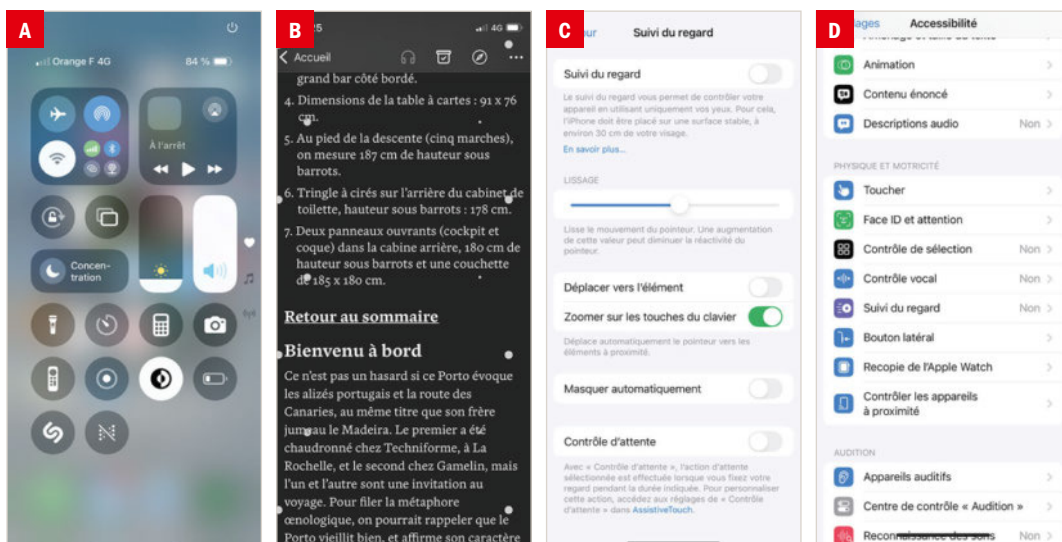 A
Orange F 4G
84 %
À l'arrêt
Concen-
tration
B
4G
Accueil
grand bar côté bordé.
4. Dimensions de la table à cartes : 91 x 76
cm.
5. Au pied de la descente (cinq marches),
on mesure 187 cm de hauteur sous
barrots.
6. Tringle à cirés sur l'arrière du cabinet de
toilette, hauteur sous barrots : 178 cm.
7. Deux panneaux ouvrants (cockpit et
coque) dans la cabine arrière, 180 cm de
hauteur sous barrots et une couchette
de 185 x 180 cm.
Retour au sommaire
Bienvenu à bord
Ce n'est pas un hasard si ce Porto évoque
les alizés portugais et la route des
Canaries, au même titre que son frère
jumeau le Madeira. Le premier a été
chaudronné chez Techniforme, à La
Rochelle, et le second chez Gamelin, mais
l'un et l'autre sont une invitation au
voyage. Pour filer la métaphore
œnologique, on pourrait rappeler que le
Porto vieillit bien, et affirme son caractère
C
Suivi du regard
Suivi du regard
Le suivi du regard vous permet de contrôler votre
appareil en utilisant uniquement vos yeux. Pour cela,
l'iPhone doit être placé sur une surface stable, à
environ 30 cm de votre visage.
En savoir plus...
LISSAGE
Lisse le mouvement du pointeur. Une augmentation
de cette valeur peut diminuer la réactivité du
pointeur.
Déplacer vers l'élément
Zoomer sur les touches du clavier
Déplace automatiquement le pointeur vers les
éléments à proximité.
Masquer automatiquement
Contrôle d'attente
Avec « Contrôle d'attente », l'action d'attente
sélectionnée est effectuée lorsque vous fixez votre
regard pendant la durée indiquée. Pour personnaliser
cette action, accédez aux réglages de « Contrôle
d'attente » dans AssistiveTouch.
D
Accessibilité
Animation
Contenu énoncé
Descriptions audio Non
PHYSIQUE ET MOTRICITÉ
Toucher
Face ID et attention
Contrôle de sélection Non
Contrôle vocal Non
Suivi du regard Non
Bouton latéral
Recopie de l'Apple Watch
Contrôler les appareils
à proximité
AUDITION
Appareils auditifs
Centre de contrôle « Audition »
Reconnaissance des sons Non